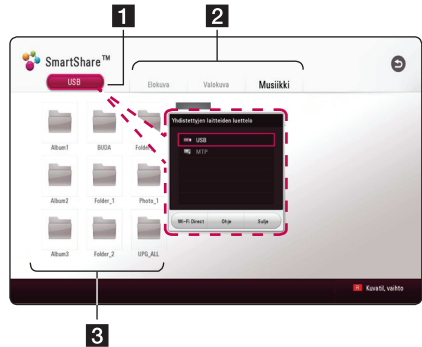 1
2
SmartShare™
USB
Elokuva Valokuva Musiikki
Yhdistettyjen laitteiden luettelo
USB
MTP
Album1 BUDA
Album2 Folder_1 Photo_1
Wi-Fi Direct Ohje Sulje
Album3 Folder_2 UPG_ALL
Kuvatil, vaihto
3